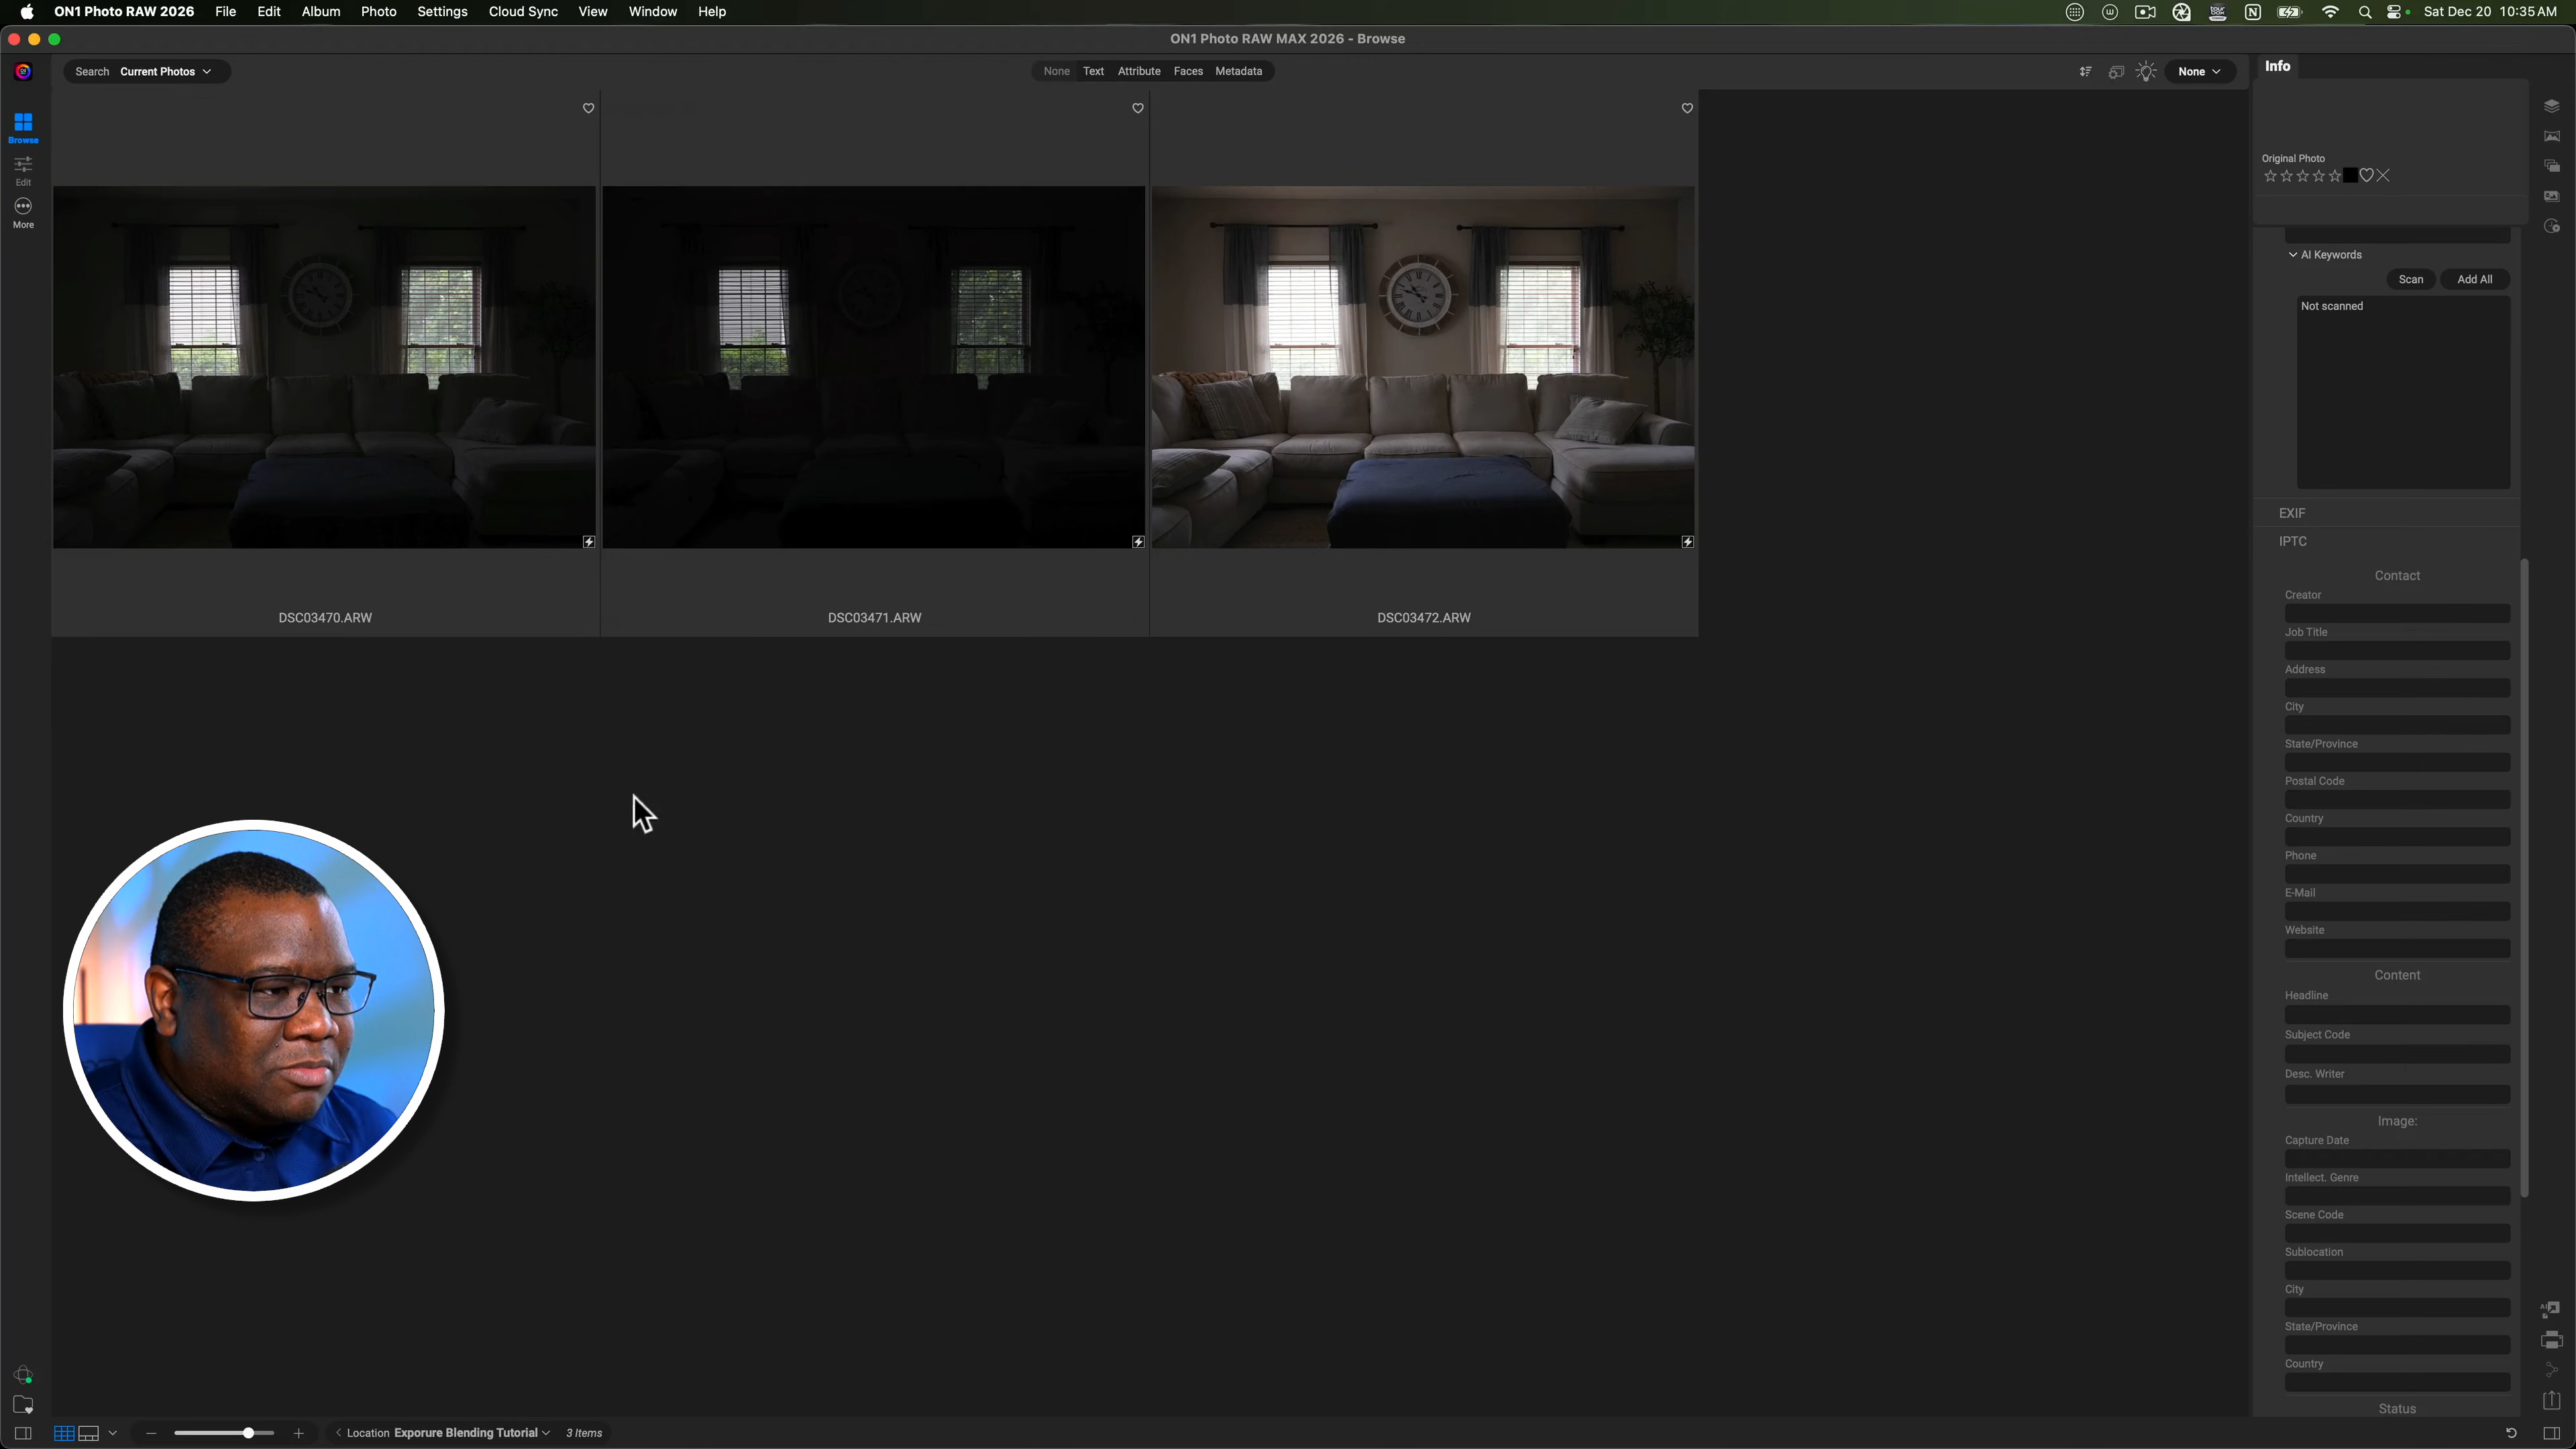 ON1 Photo RAW 2026 File Edit Album Photo Settings Cloud Sync View Window Help Sat Dec 20 10:35 AM
ON1 Photo RAW MAX 2026 - Browse
Search Current Photos None Text Attribute Faces Metadata None Info
Browse
Edit
More
Original Photo
AI Keywords
Scan Add All
Not scanned
EXIF
IPTC
Contact
Creator
DSC03470.ARW DSC03471.ARW DSC03472.ARW
Job Title
Address
City
State/Province
Postal Code
Country
Phone
E-Mail
Website
Content
Headline
Subject Code
Desc. Writer
Image:
Capture Date
Intellect. Genre
Scene Code
Sublocation
City
State/Province
Country
Status
Location Exporure Blending Tutorial 3 Items